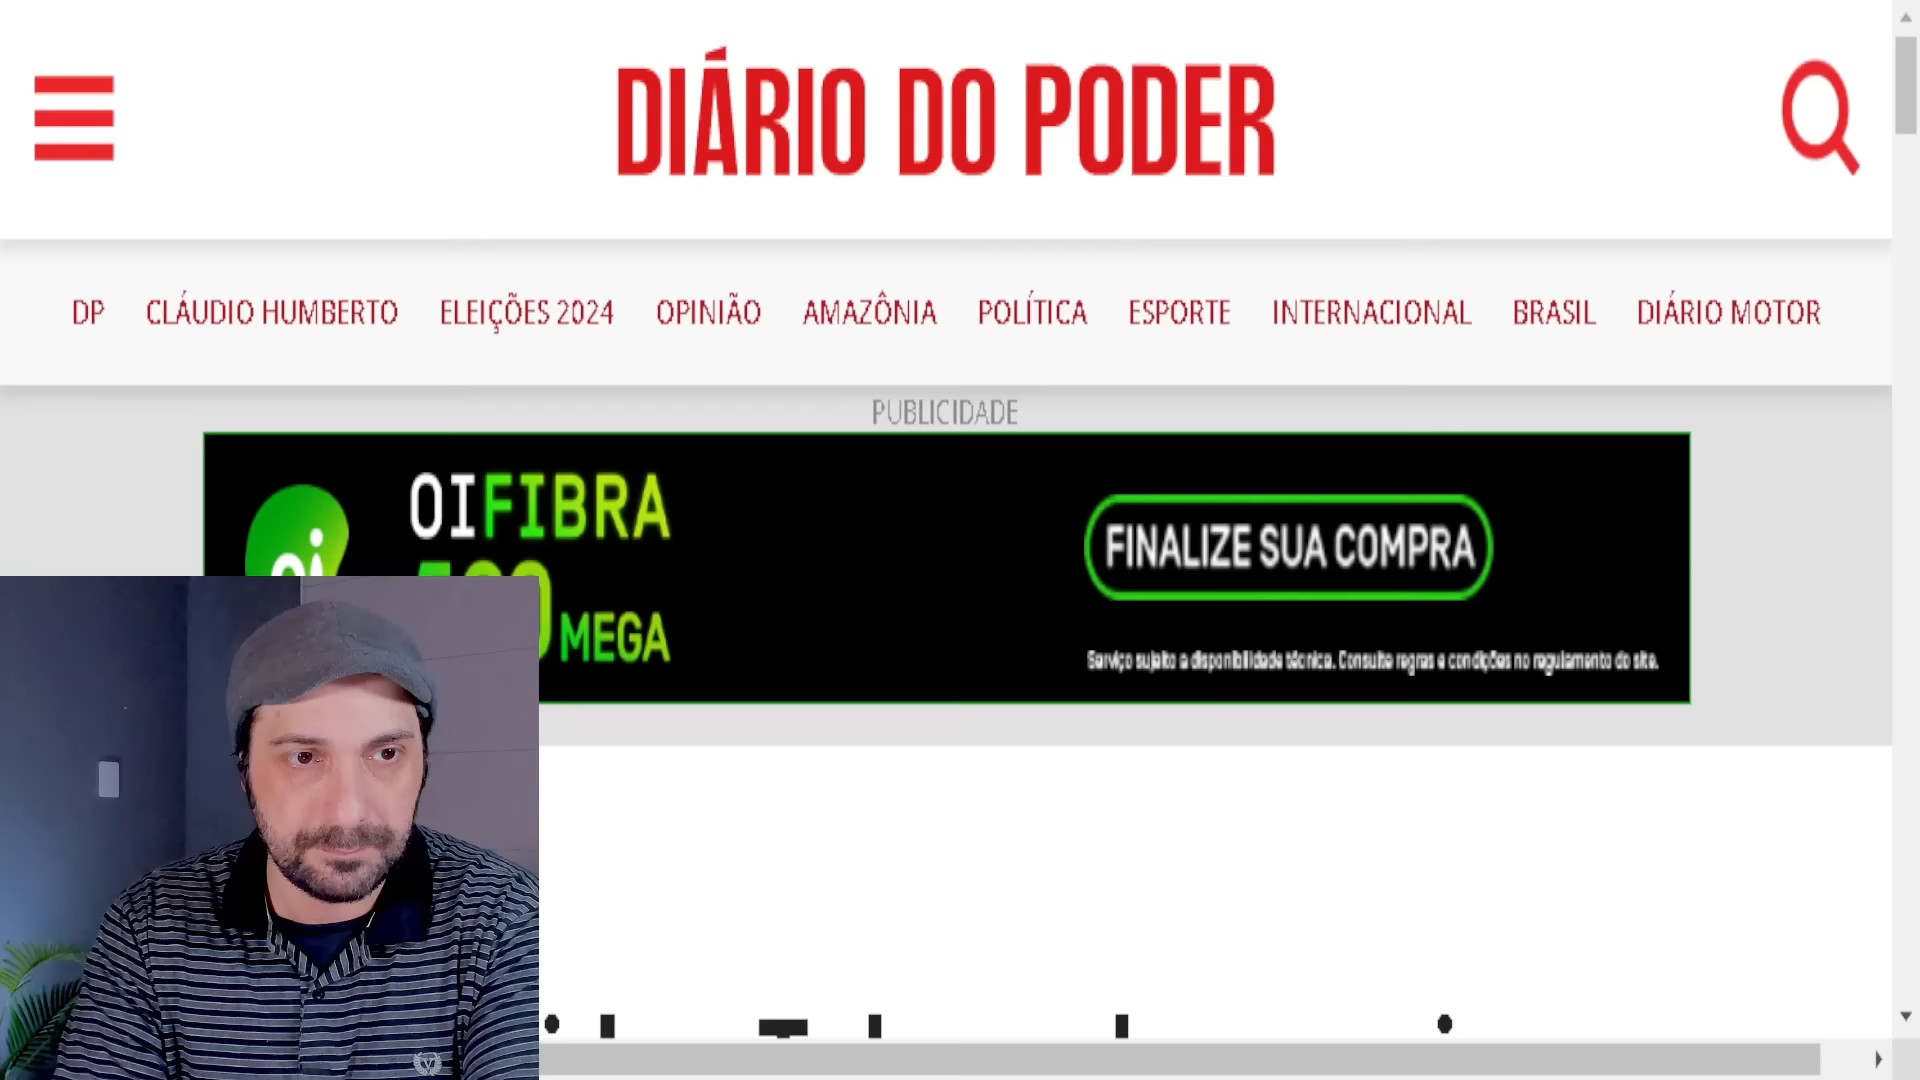 DIÁRIO DO PODER
DP CLÁUDIO HUMBERTO ELEIÇÕES 2024 OPINIÃO AMAZÔNIA POLÍTICA ESPORTE INTERNACIONAL BRASIL DIÁRIO MOTOR
PUBLICIDADE
oi
OIFIBRA
MEGA
FINALIZE SUA COMPRA
Serviço sujeito a disponibilidade técnica. Consulte regras e condições no regulamento do site.